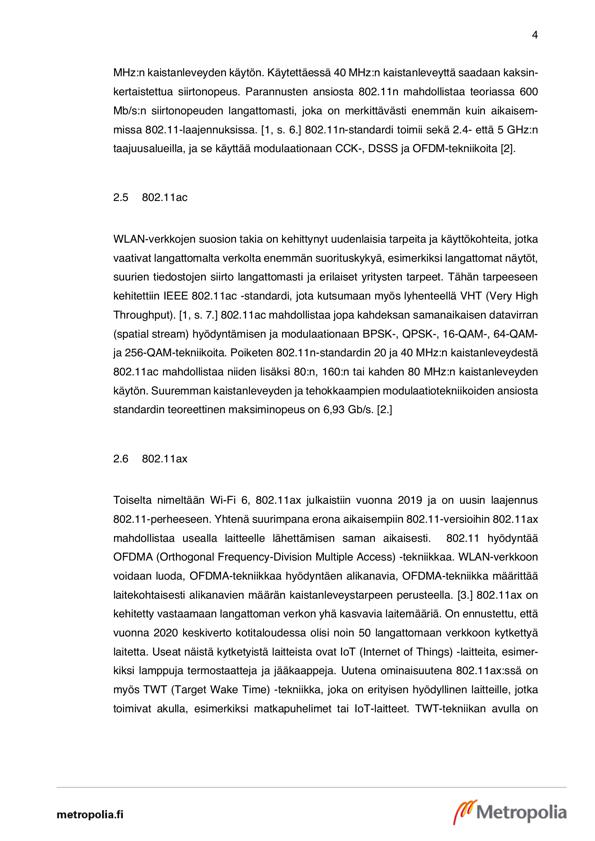 4
MHz:n kaistanleveyden käytön. Käytettäessä 40 MHz:n kaistanleveyttä saadaan kaksin-
kertaistettua siirtonopeus. Parannusten ansiosta 802.11n mahdollistaa teoriassa 600
Mb/s:n siirtonopeuden langattomasti, joka on merkittävästi enemmän kuin aikaisem-
missa 802.11-laajennuksissa. [1, s. 6.] 802.11n-standardi toimii sekä 2.4- että 5 GHz:n
taajuusalueilla, ja se käyttää modulaationaan CCK-, DSSS ja OFDM-tekniikoita [2].
2.5 802.11ac
WLAN-verkkojen suosion takia on kehittynyt uudenlaisia tarpeita ja käyttökohteita, jotka
vaativat langattomalta verkolta enemmän suorituskykyä, esimerkiksi langattomat näytöt,
suurien tiedostojen siirto langattomasti ja erilaiset yritysten tarpeet. Tähän tarpeeseen
kehitettiin IEEE 802.11ac -standardi, jota kutsumaan myös lyhenteellä VHT (Very High
Throughput). [1, s. 7.] 802.11ac mahdollistaa jopa kahdeksan samanaikaisen datavirran
(spatial stream) hyödyntämisen ja modulaationaan BPSK-, QPSK-, 16-QAM-, 64-QAM-
ja 256-QAM-tekniikoita. Poiketen 802.11n-standardin 20 ja 40 MHz:n kaistanleveydestä
802.11ac mahdollistaa niiden lisäksi 80:n, 160:n tai kahden 80 MHz:n kaistanleveyden
käytön. Suuremman kaistanleveyden ja tehokkaampien modulaatiotekniikoiden ansiosta
standardin teoreettinen maksiminopeus on 6,93 Gb/s. [2.]
2.6 802.11ax
Toiselta nimeltään Wi-Fi 6, 802.11ax julkaistiin vuonna 2019 ja on uusin laajennus
802.11-perheeseen. Yhtenä suurimpana erona aikaisempiin 802.11-versioihin 802.11ax
mahdollistaa usealla laitteelle lähettämisen saman aikaisesti. 802.11 hyödyntää
OFDMA (Orthogonal Frequency-Division Multiple Access) -tekniikkaa. WLAN-verkkoon
voidaan luoda, OFDMA-tekniikkaa hyödyntäen alikanavia, OFDMA-tekniikka määrittää
laitekohtaisesti alikanavien määrän kaistanleveystarpeen perusteella. [3.] 802.11ax on
kehitetty vastaamaan langattoman verkon yhä kasvavia laitemääriä. On ennustettu, että
vuonna 2020 keskiverto kotitaloudessa olisi noin 50 langattomaan verkkoon kytkettyä
laitetta. Useat näistä kytketyistä laitteista ovat IoT (Internet of Things) -laitteita, esimer-
kiksi lamppuja termostaatteja ja jääkaappeja. Uutena ominaisuutena 802.11ax:ssä on
myös TWT (Target Wake Time) -tekniikka, joka on erityisen hyödyllinen laitteille, jotka
toimivat akulla, esimerkiksi matkapuhelimet tai IoT-laitteet. TWT-tekniikan avulla on
metropolia.fi
Metropolia